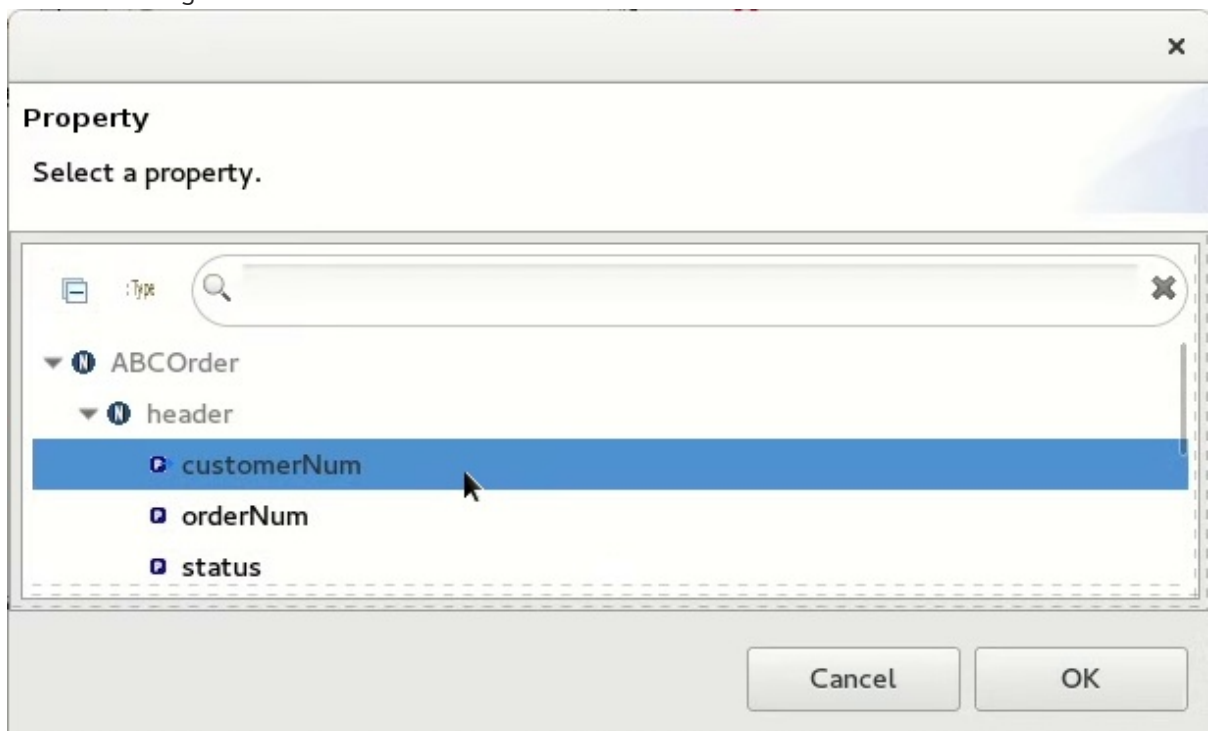 Property
Select a property.
: Type
ABCOrder
header
customerNum
orderNum
status
Cancel
OK